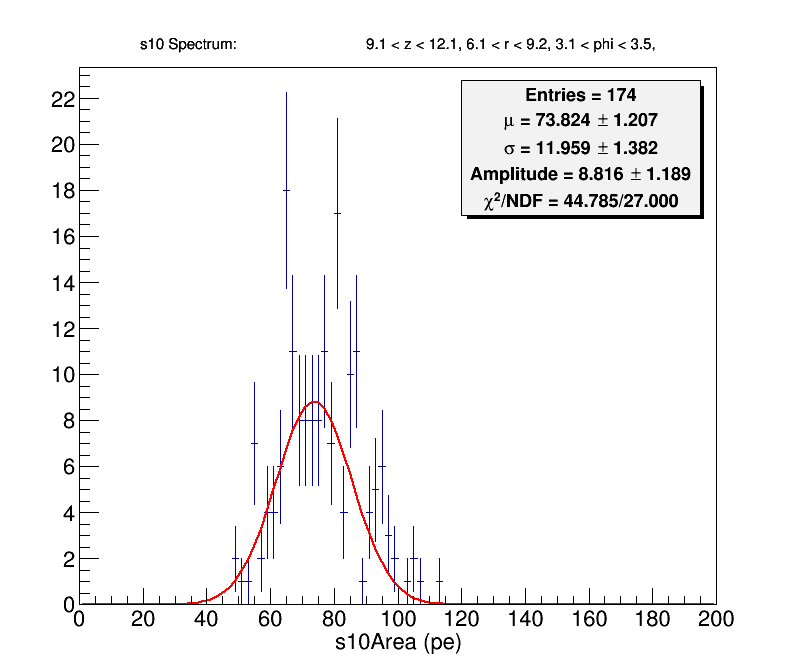 s10 Spectrum: 9.1 < z < 12.1, 6.1 < r < 9.2, 3.1 < phi < 3.5,
Entries = 174
μ = 73.824 ± 1.207
σ = 11.959 ± 1.382
Amplitude = 8.816 ± 1.189
χ²/NDF = 44.785/27.000
22
20
18
16
14
12
10
8
6
4
2
0
0 20 40 60 80 100 120 140 160 180 200
s10Area (pe)